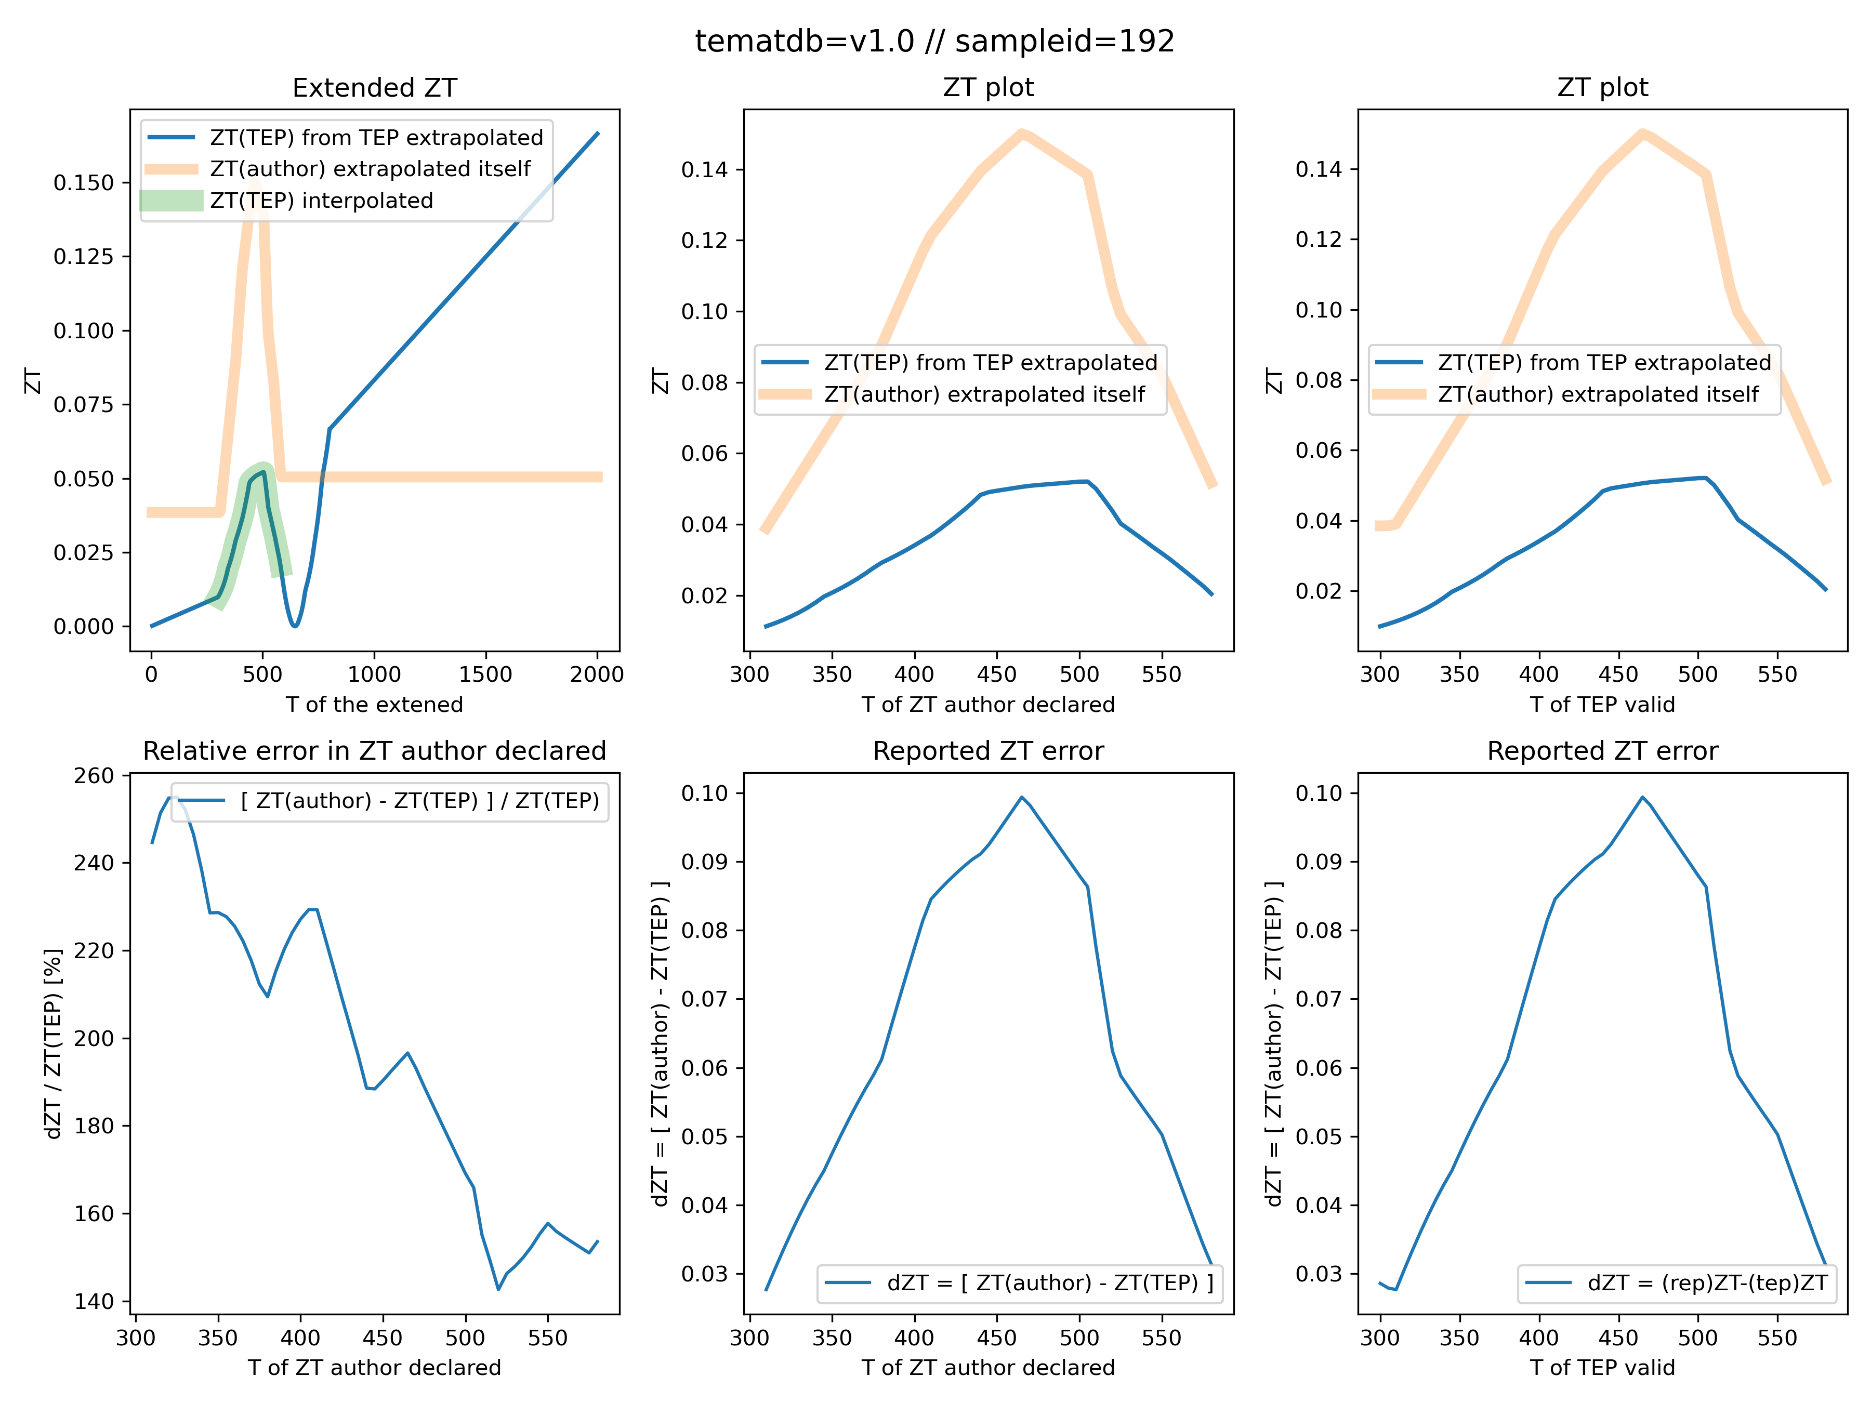 tematdb=v1.0 // sampleid=192
Extended ZT
ZT(TEP) from TEP extrapolated
ZT(author) extrapolated itself
ZT(TEP) interpolated
0.150
0.125
0.100
0.075
0.050
0.025
0.000
ZT
0 500 1000 1500 2000
T of the extened
ZT plot
0.14
0.12
0.10
0.08
0.06
0.04
0.02
ZT
ZT(TEP) from TEP extrapolated
ZT(author) extrapolated itself
300 350 400 450 500 550
T of ZT author declared
ZT plot
0.14
0.12
0.10
0.08
0.06
0.04
0.02
ZT
ZT(TEP) from TEP extrapolated
ZT(author) extrapolated itself
300 350 400 450 500 550
T of TEP valid
Relative error in ZT author declared
[ ZT(author) - ZT(TEP) ] / ZT(TEP)
260
240
220
200
180
160
140
dZT / ZT(TEP) [%]
300 350 400 450 500 550
T of ZT author declared
Reported ZT error
0.10
0.09
0.08
0.07
0.06
0.05
0.04
0.03
dZT = [ ZT(author) - ZT(TEP) ]
dZT = [ ZT(author) - ZT(TEP) ]
300 350 400 450 500 550
T of ZT author declared
Reported ZT error
0.10
0.09
0.08
0.07
0.06
0.05
0.04
0.03
dZT = [ ZT(author) - ZT(TEP) ]
dZT = (rep)ZT-(tep)ZT
300 350 400 450 500 550
T of TEP valid